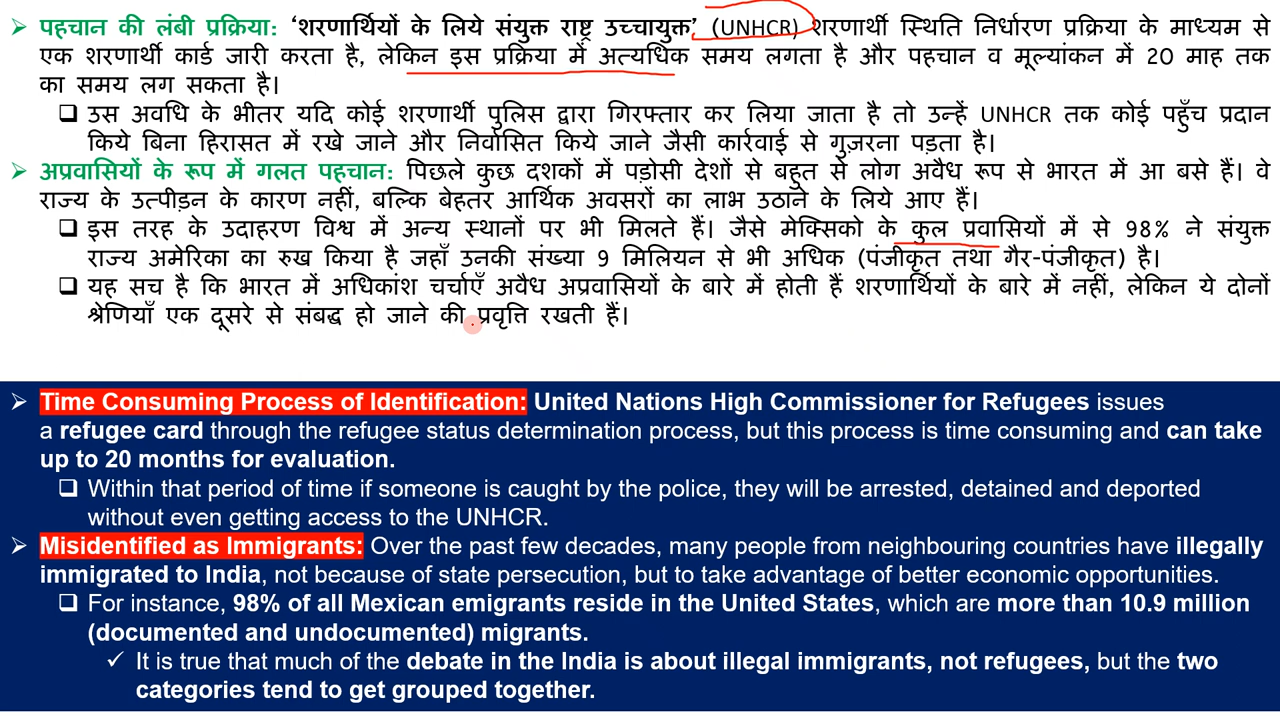 ➢ पहचान की लंबी प्रक्रिया: ‘शरणार्थियों के लिये संयुक्त राष्ट्र उच्चायुक्त’ (UNHCR) शरणार्थी स्थिति निर्धारण प्रक्रिया के माध्यम से
एक शरणार्थी कार्ड जारी करता है, लेकिन इस प्रक्रिया में अत्यधिक समय लगता है और पहचान व मूल्यांकन में 20 माह तक
का समय लग सकता है।
❑ उस अवधि के भीतर यदि कोई शरणार्थी पुलिस द्वारा गिरफ्तार कर लिया जाता है तो उन्हें UNHCR तक कोई पहुँच प्रदान
किये बिना हिरासत में रखे जाने और निर्वासित किये जाने जैसी कार्रवाई से गुज़रना पड़ता है।
➢ अप्रवासियों के रूप में गलत पहचान: पिछले कुछ दशकों में पड़ोसी देशों से बहुत से लोग अवैध रूप से भारत में आ बसे हैं। वे
राज्य के उत्पीड़न के कारण नहीं, बल्कि बेहतर आर्थिक अवसरों का लाभ उठाने के लिये आए हैं।
❑ इस तरह के उदाहरण विश्व में अन्य स्थानों पर भी मिलते हैं। जैसे मेक्सिको के कुल प्रवासियों में से 98% ने संयुक्त
राज्य अमेरिका का रुख किया है जहाँ उनकी संख्या 9 मिलियन से भी अधिक (पंजीकृत तथा गैर-पंजीकृत) है।
❑ यह सच है कि भारत में अधिकांश चर्चाएँ अवैध अप्रवासियों के बारे में होती हैं शरणार्थियों के बारे में नहीं, लेकिन ये दोनों
श्रेणियाँ एक दूसरे से संबद्ध हो जाने की प्रवृत्ति रखती हैं।
➢ Time Consuming Process of Identification: United Nations High Commissioner for Refugees issues
a refugee card through the refugee status determination process, but this process is time consuming and can take
up to 20 months for evaluation.
❑ Within that period of time if someone is caught by the police, they will be arrested, detained and deported
without even getting access to the UNHCR.
➢ Misidentified as Immigrants: Over the past few decades, many people from neighbouring countries have illegally
immigrated to India, not because of state persecution, but to take advantage of better economic opportunities.
❑ For instance, 98% of all Mexican emigrants reside in the United States, which are more than 10.9 million
(documented and undocumented) migrants.
✓ It is true that much of the debate in the India is about illegal immigrants, not refugees, but the two
categories tend to get grouped together.